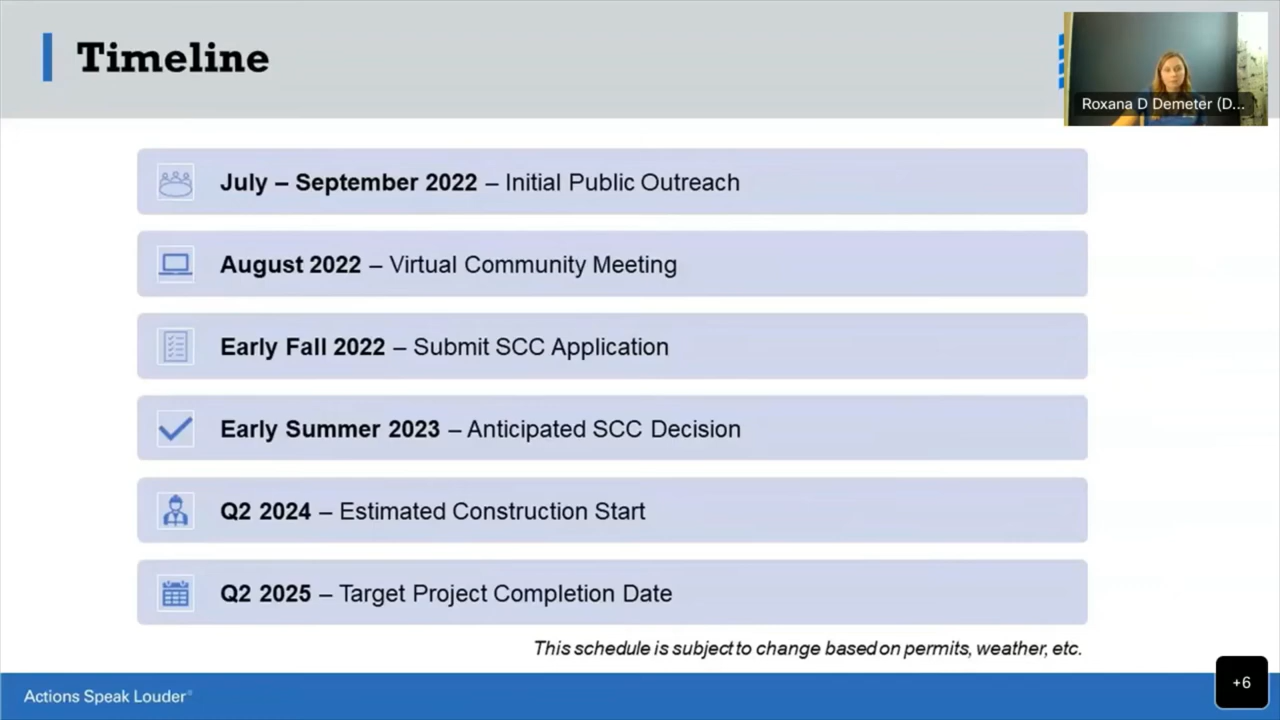 Timeline
Roxana D Demeter (D...
July – September 2022 – Initial Public Outreach
August 2022 – Virtual Community Meeting
Early Fall 2022 – Submit SCC Application
Early Summer 2023 – Anticipated SCC Decision
Q2 2024 – Estimated Construction Start
Q2 2025 – Target Project Completion Date
This schedule is subject to change based on permits, weather, etc.
Actions Speak Louder®
+6